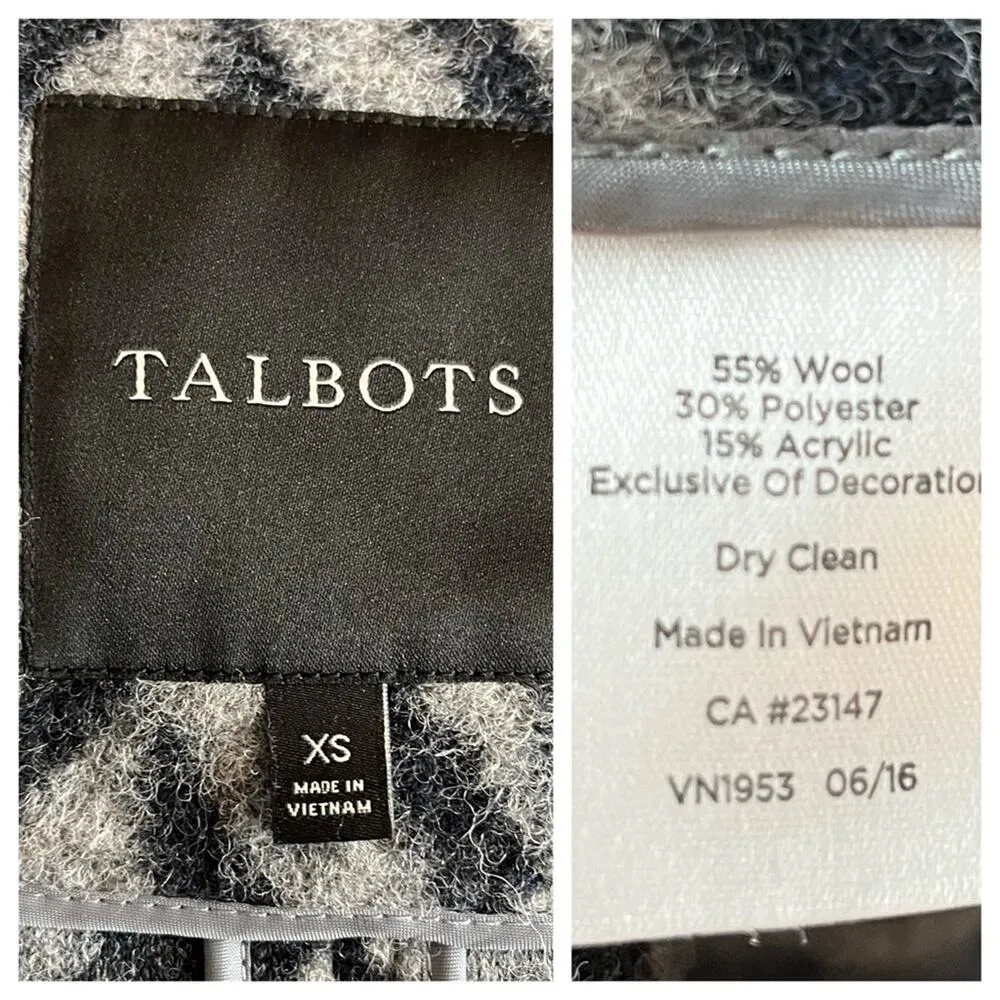 TALBOTS
XS
MADE IN
VIETNAM
55% Wool
30% Polyester
15% Acrylic
Exclusive Of Decoratio
Dry Clean
Made In Vietnam
CA #23147
VN1953 06/16